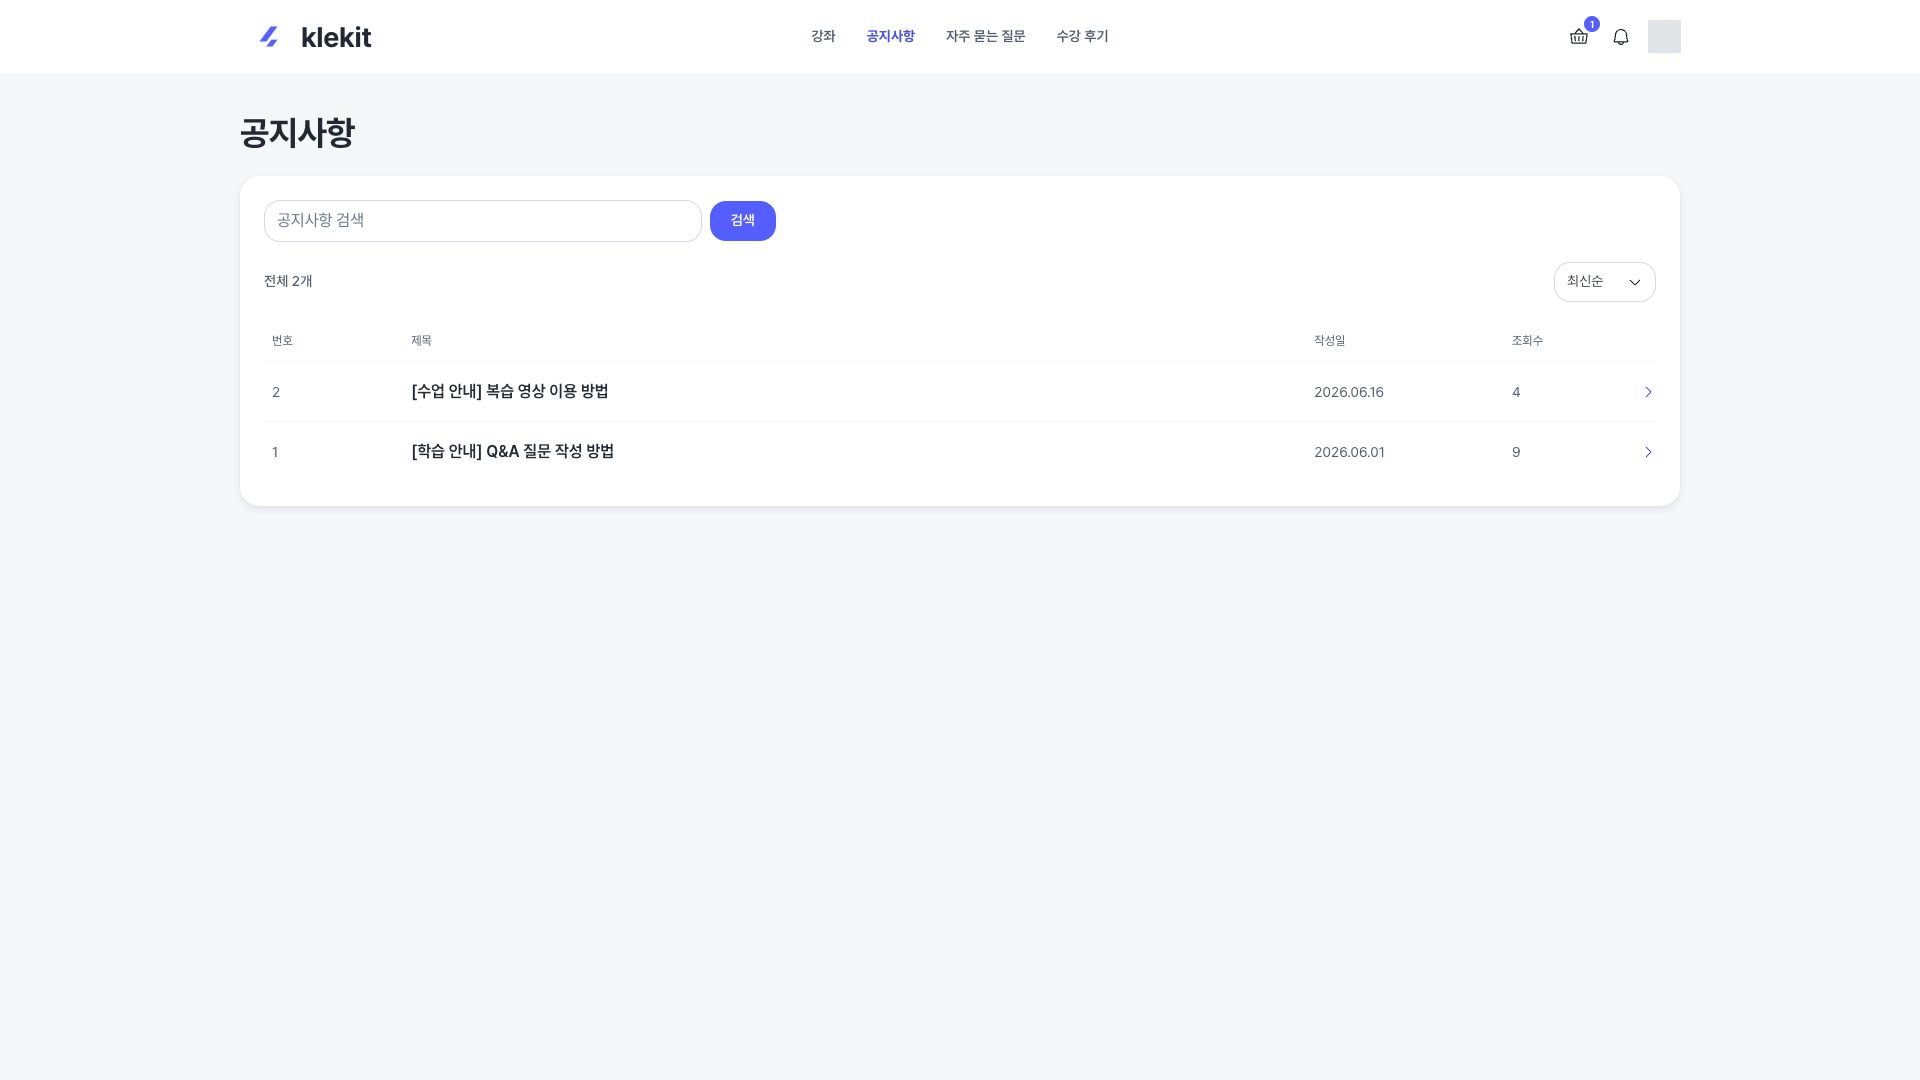 klekit
강좌
공지사항
자주 묻는 질문
수강 후기
1
공지사항
공지사항 검색
검색
전체 2개
최신순
번호 제목 작성일 조회수
2 [수업 안내] 복습 영상 이용 방법 2026.06.16 4
1 [학습 안내] Q&A 질문 작성 방법 2026.06.01 9